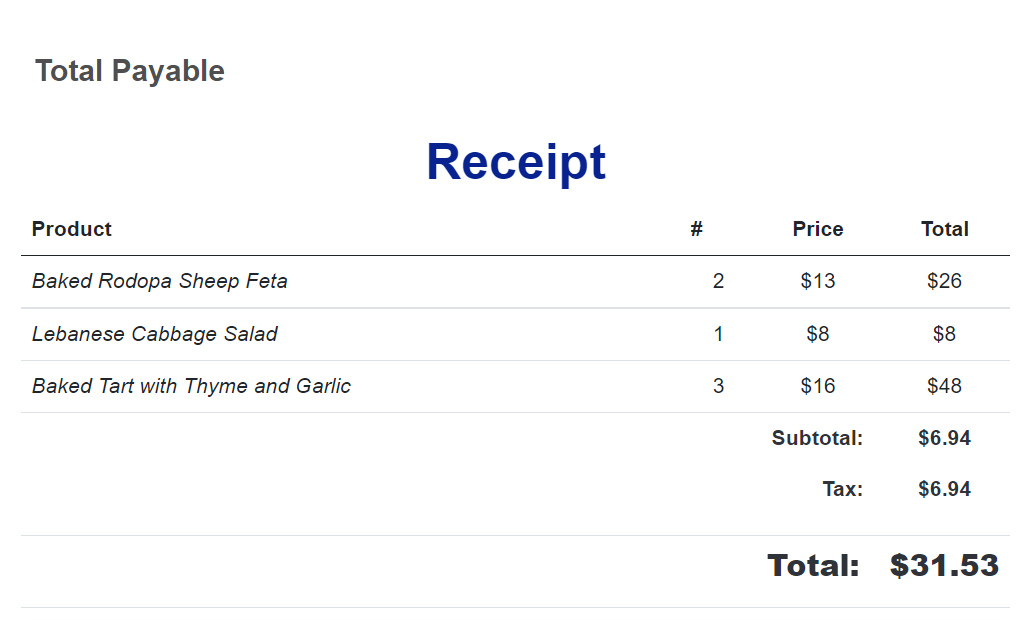 Total Payable
Receipt
Product # Price Total
Baked Rodopa Sheep Feta 2 $13 $26
Lebanese Cabbage Salad 1 $8 $8
Baked Tart with Thyme and Garlic 3 $16 $48
Subtotal: $6.94
Tax: $6.94
Total: $31.53